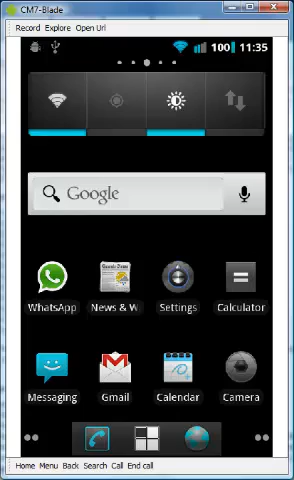 CM7-Blade
Record Explore Open Url
100 11:35
Google
WhatsApp News & W Settings Calculator
Messaging Gmail Calendar Camera
Home Menu Back Search Call End call